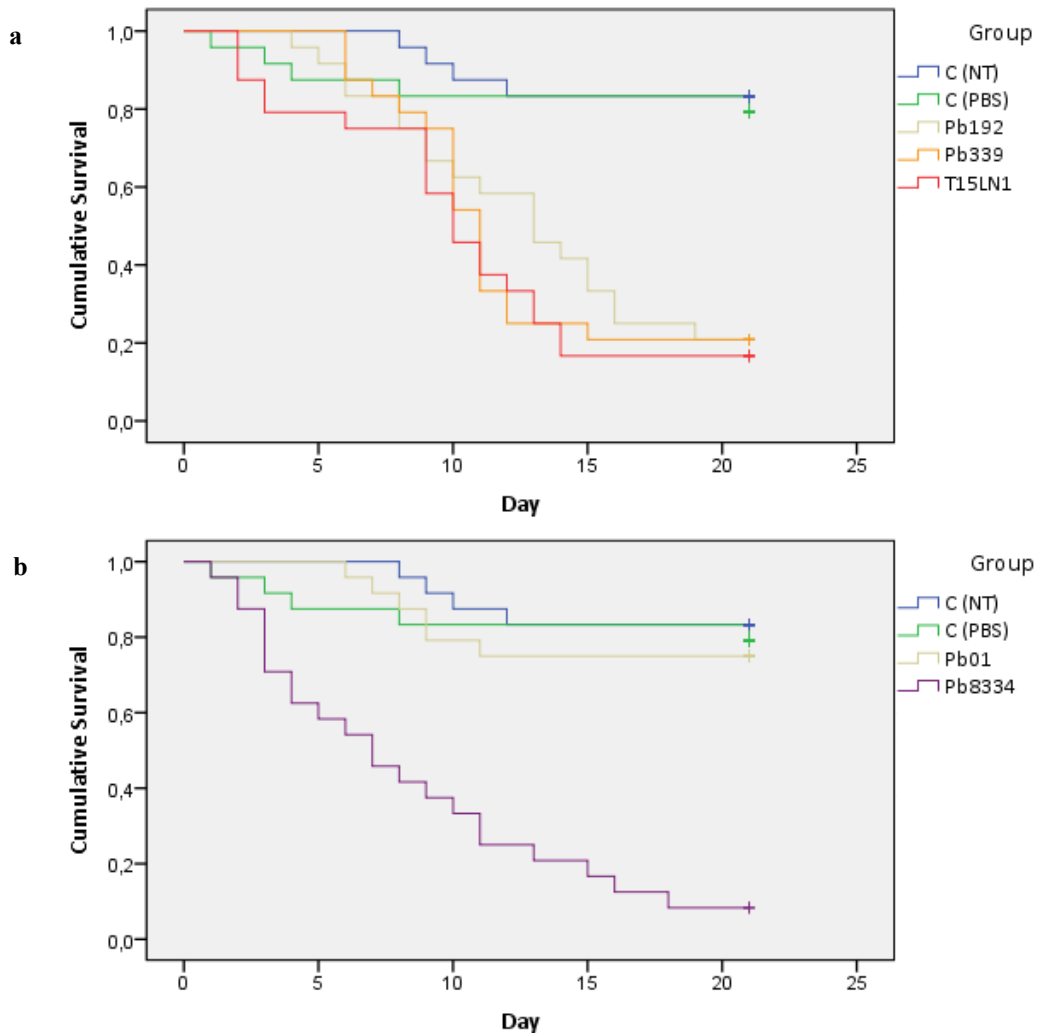 a
Group
C (NT)
C (PBS)
Pb192
Pb339
T15LN1
Cumulative Survival
1,0
0,8
0,6
0,4
0,2
0,0
0 5 10 15 20 25
Day
b
Group
C (NT)
C (PBS)
Pb01
Pb8334
Cumulative Survival
1,0
0,8
0,6
0,4
0,2
0,0
0 5 10 15 20 25
Day